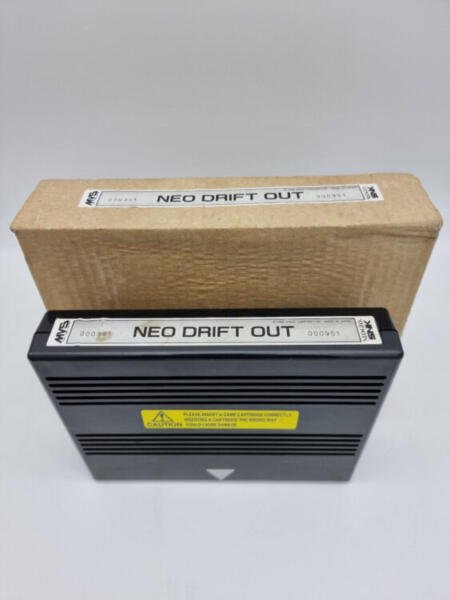 MVS
000951
NEO DRIFT OUT
000951
SNK
MVS
000951
NEO DRIFT OUT
000951
SNK
CAUTION
PLEASE INSERT A GAME CARTRIDGE CORRECTLY
INSERTING A CARTRIDGE THE WRONG WAY
COULD CAUSE DAMAGE